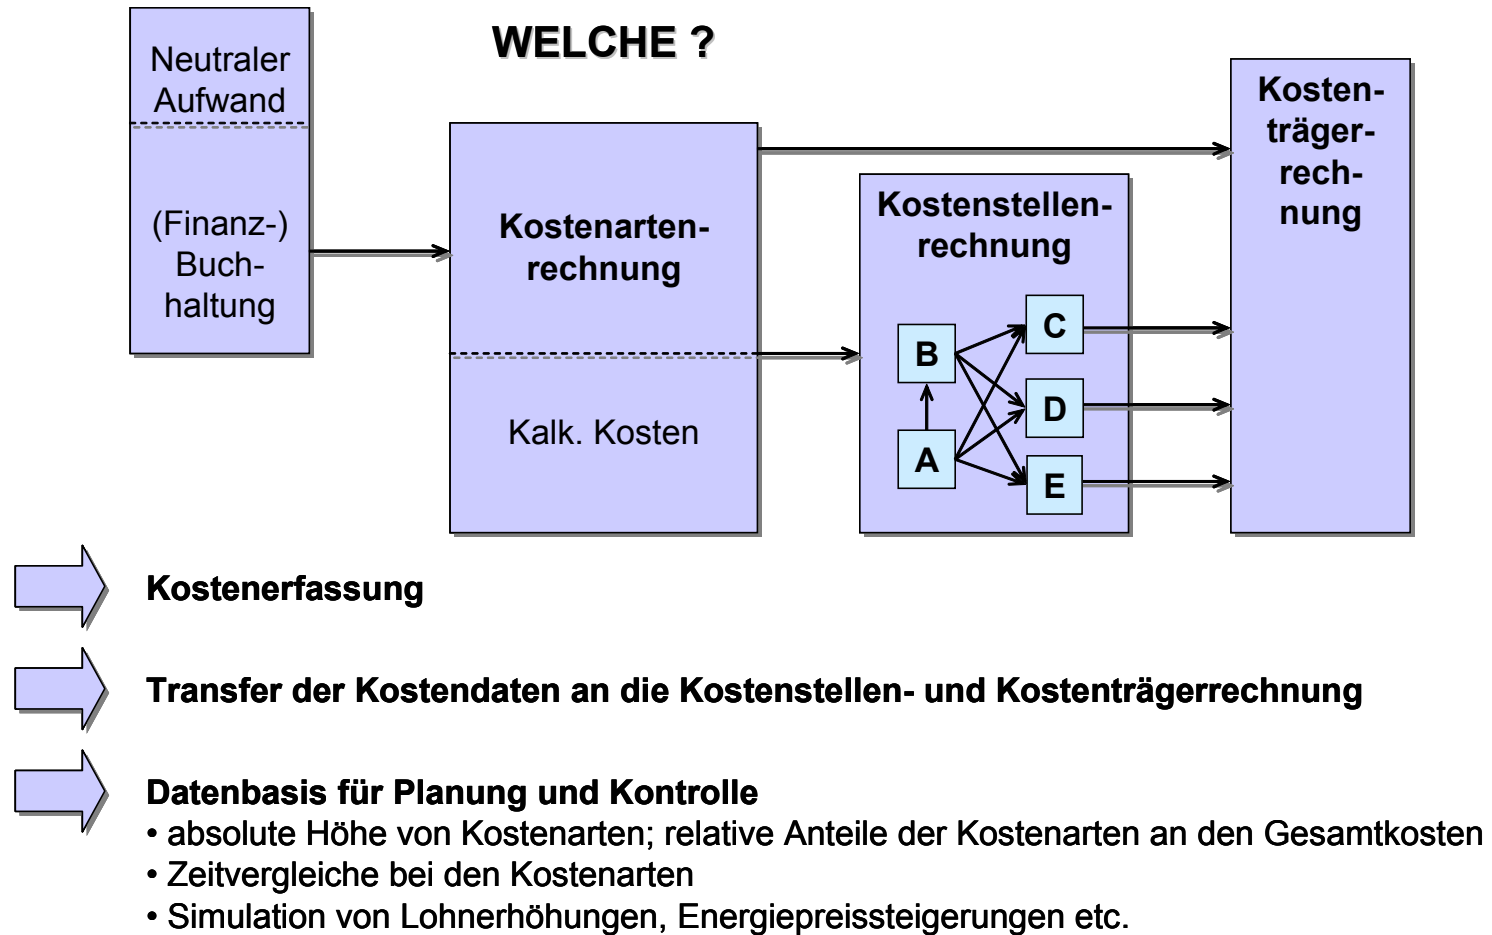 WELCHE ?
Neutraler
Aufwand
(Finanz-)
Buch-
haltung
Kostenarten-
rechnung
Kalk. Kosten
Kostenstellen-
rechnung
B
A
C
D
E
Kosten-
träger-
rech-
nung
Kostenerfassung
Transfer der Kostendaten an die Kostenstellen- und Kostenträgerrechnung
Datenbasis für Planung und Kontrolle
• absolute Höhe von Kostenarten; relative Anteile der Kostenarten an den Gesamtkosten
• Zeitvergleiche bei den Kostenarten
• Simulation von Lohnerhöhungen, Energiepreissteigerungen etc.